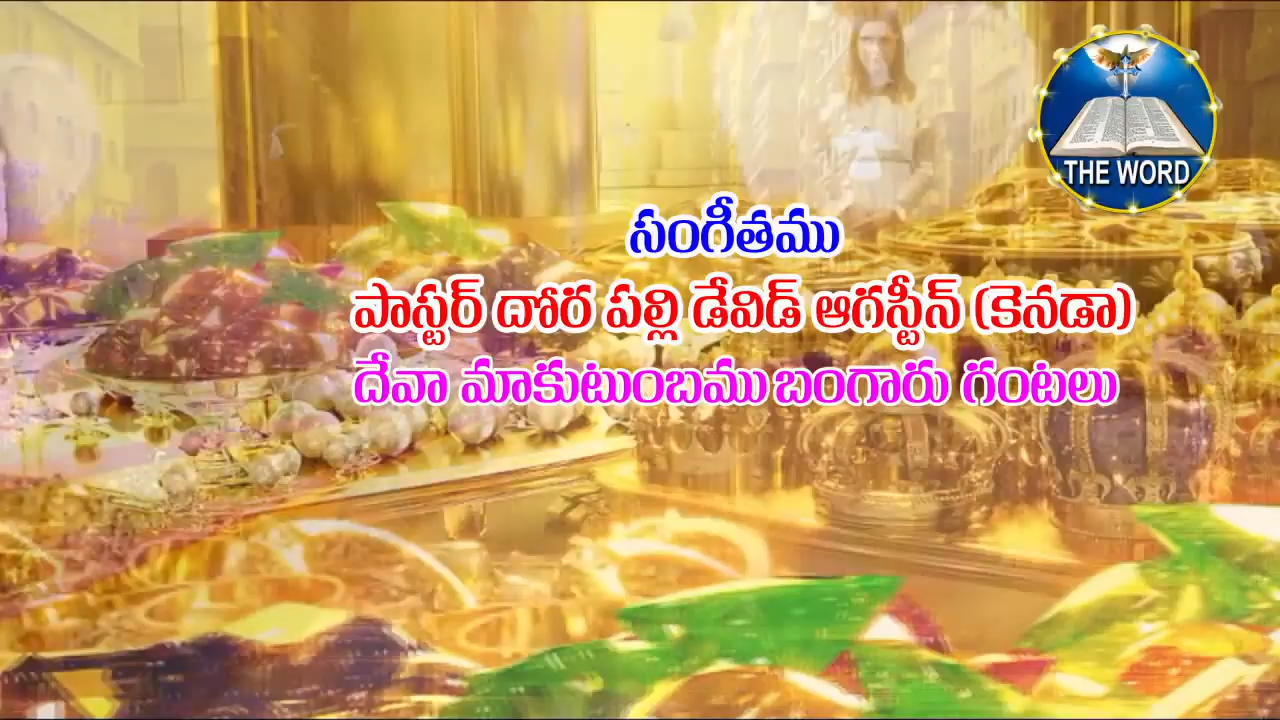 THE WORD
సంగీతము
పాస్టర్ దోర పల్లి డేవిడ్ ఆగస్టీన్ (కెనడా)
దేవా మాకుటుంబము బంగారు గంటలు